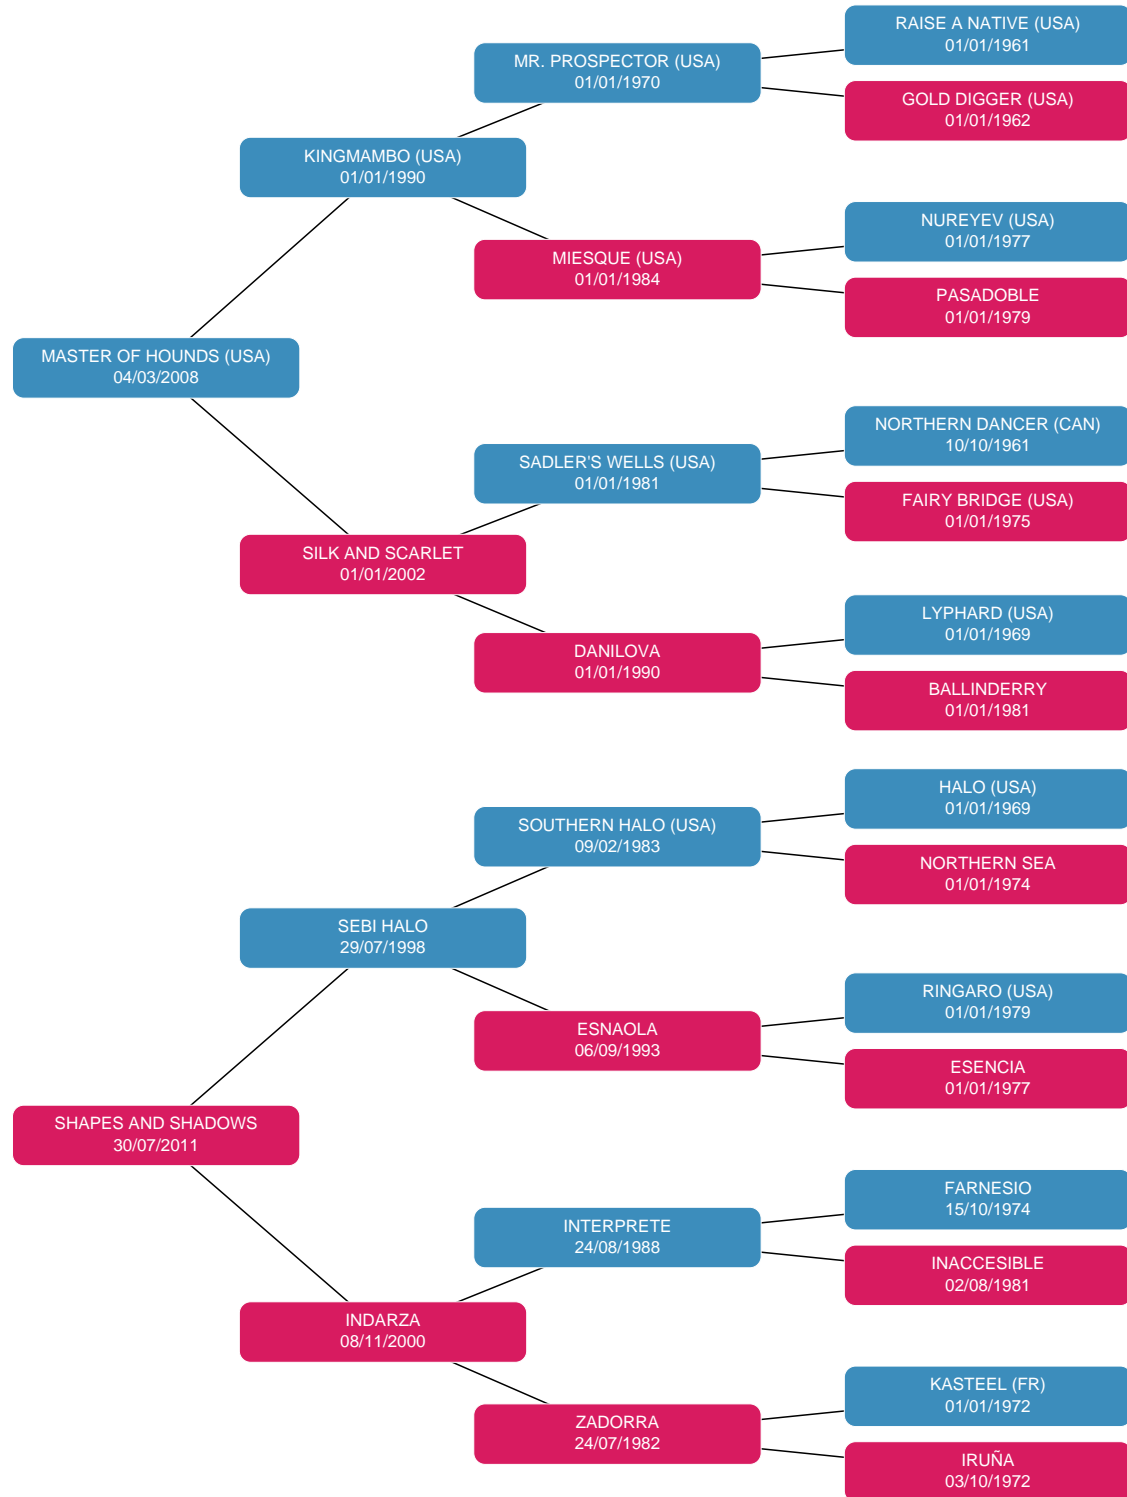 RAISE A NATIVE (USA)
01/01/1961
MR. PROSPECTOR (USA)
01/01/1970
GOLD DIGGER (USA)
01/01/1962
KINGMAMBO (USA)
01/01/1990
NUREYEV (USA)
01/01/1977
MIESQUE (USA)
01/01/1984
PASADOBLE
01/01/1979
MASTER OF HOUNDS (USA)
04/03/2008
NORTHERN DANCER (CAN)
10/10/1961
SADLER'S WELLS (USA)
01/01/1981
FAIRY BRIDGE (USA)
01/01/1975
SILK AND SCARLET
01/01/2002
LYPHARD (USA)
01/01/1969
DANILOVA
01/01/1990
BALLINDERRY
01/01/1981
HALO (USA)
01/01/1969
SOUTHERN HALO (USA)
09/02/1983
NORTHERN SEA
01/01/1974
SEBI HALO
29/07/1998
RINGARO (USA)
01/01/1979
ESNAOLA
06/09/1993
ESENCIA
01/01/1977
SHAPES AND SHADOWS
30/07/2011
FARNESIO
15/10/1974
INTERPRETE
24/08/1988
INACCESIBLE
02/08/1981
INDARZA
08/11/2000
KASTEEL (FR)
01/01/1972
ZADORRA
24/07/1982
IRUÑA
03/10/1972